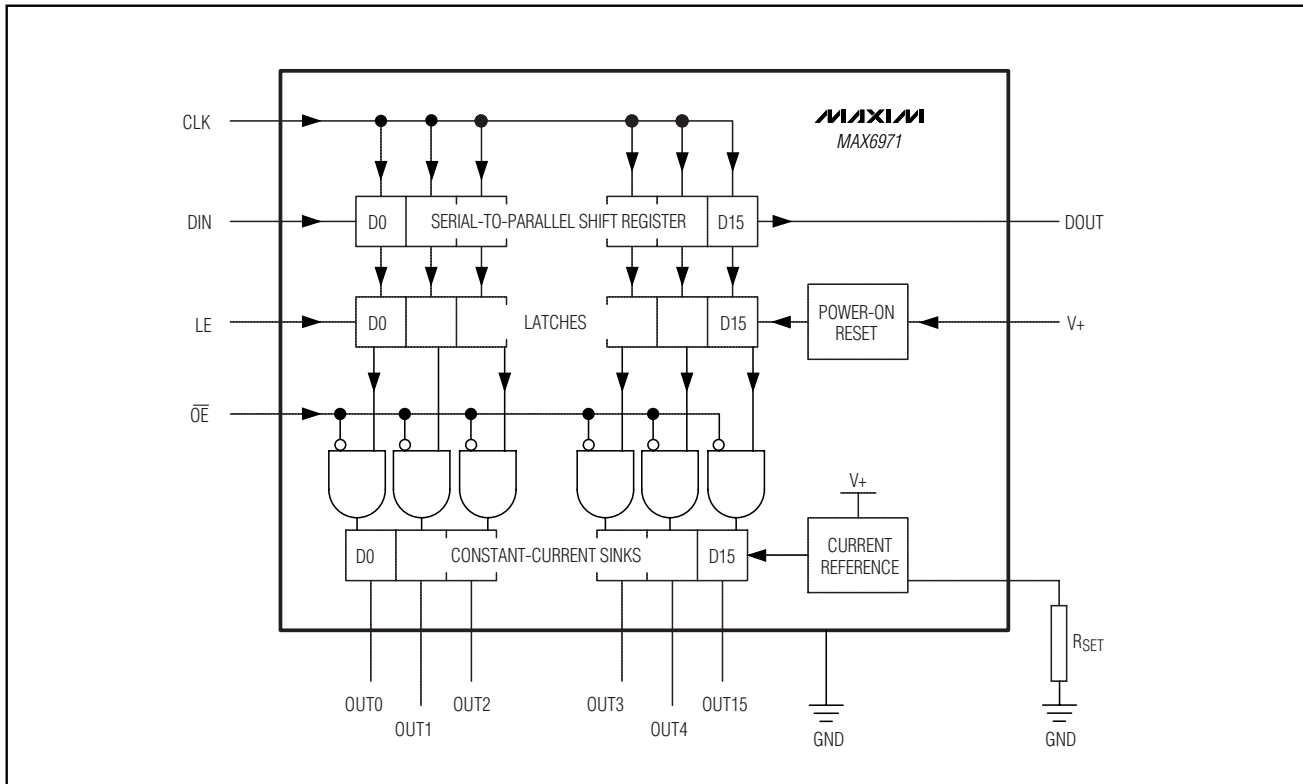 MAXIM
MAX6971
CLK
DIN
D0
SERIAL-TO-PARALLEL SHIFT REGISTER
D15
DOUT
LE
D0
LATCHES
D15
POWER-ON
RESET
V+
OE
V+
D0
CONSTANT-CURRENT SINKS
D15
CURRENT
REFERENCE
RSET
OUT0
OUT1
OUT2
OUT3
OUT4
OUT15
GND
GND